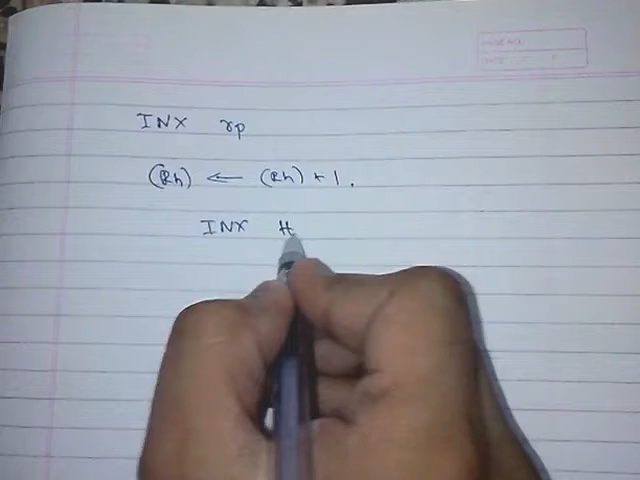 INX rp
(Rh) ← (Rh) + 1.
INX H